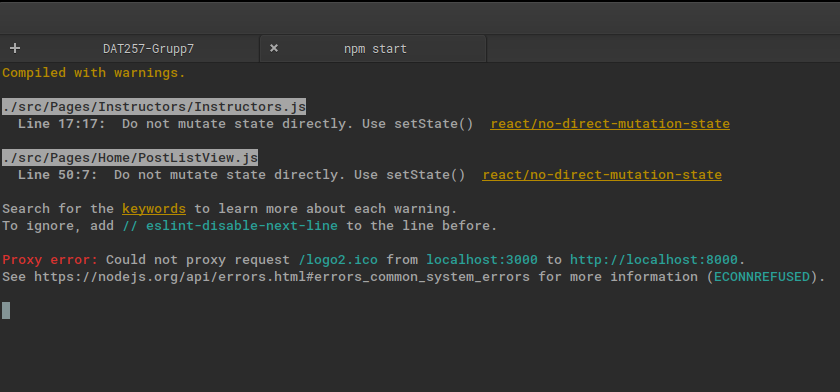 + DAT257-Grupp7 × npm start
Compiled with warnings.
./src/Pages/Instructors/Instructors.js
Line 17:17: Do not mutate state directly. Use setState() react/no-direct-mutation-state
./src/Pages/Home/PostListView.js
Line 50:7: Do not mutate state directly. Use setState() react/no-direct-mutation-state
Search for the keywords to learn more about each warning.
To ignore, add // eslint-disable-next-line to the line before.
Proxy error: Could not proxy request /logo2.ico from localhost:3000 to http://localhost:8000.
See https://nodejs.org/api/errors.html#errors_common_system_errors for more information (ECONNREFUSED).